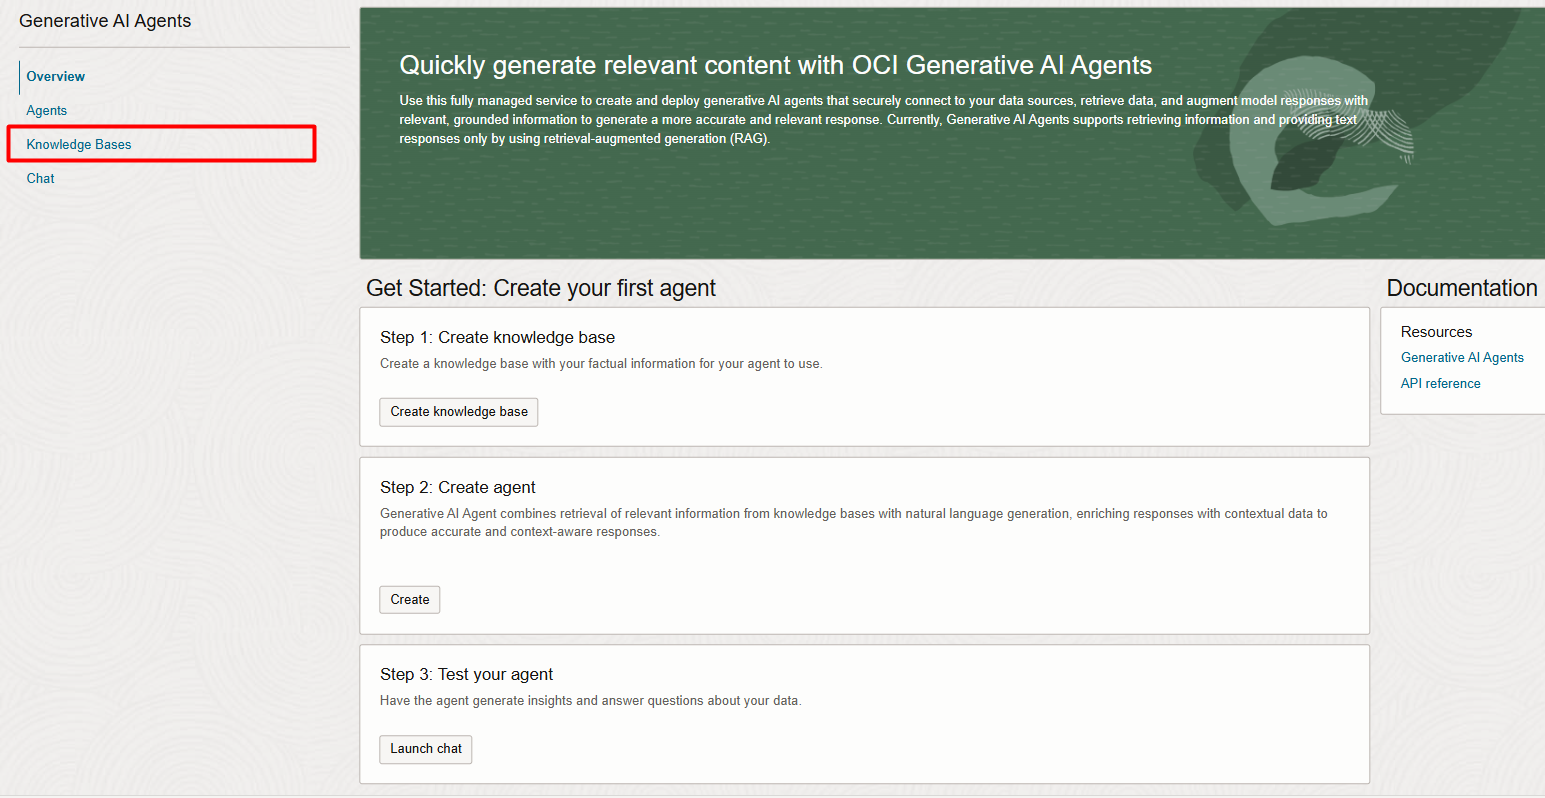 Generative AI Agents
Overview
Agents
Knowledge Bases
Chat
Quickly generate relevant content with OCI Generative AI Agents
Use this fully managed service to create and deploy generative AI agents that securely connect to your data sources, retrieve data, and augment model responses with
relevant, grounded information to generate a more accurate and relevant response. Currently, Generative AI Agents supports retrieving information and providing text
responses only by using retrieval-augmented generation (RAG).
Get Started: Create your first agent
Step 1: Create knowledge base
Create a knowledge base with your factual information for your agent to use.
Create knowledge base
Step 2: Create agent
Generative AI Agent combines retrieval of relevant information from knowledge bases with natural language generation, enriching responses with contextual data to
produce accurate and context-aware responses.
Create
Step 3: Test your agent
Have the agent generate insights and answer questions about your data.
Launch chat
Documentation
Resources
Generative AI Agents
API reference